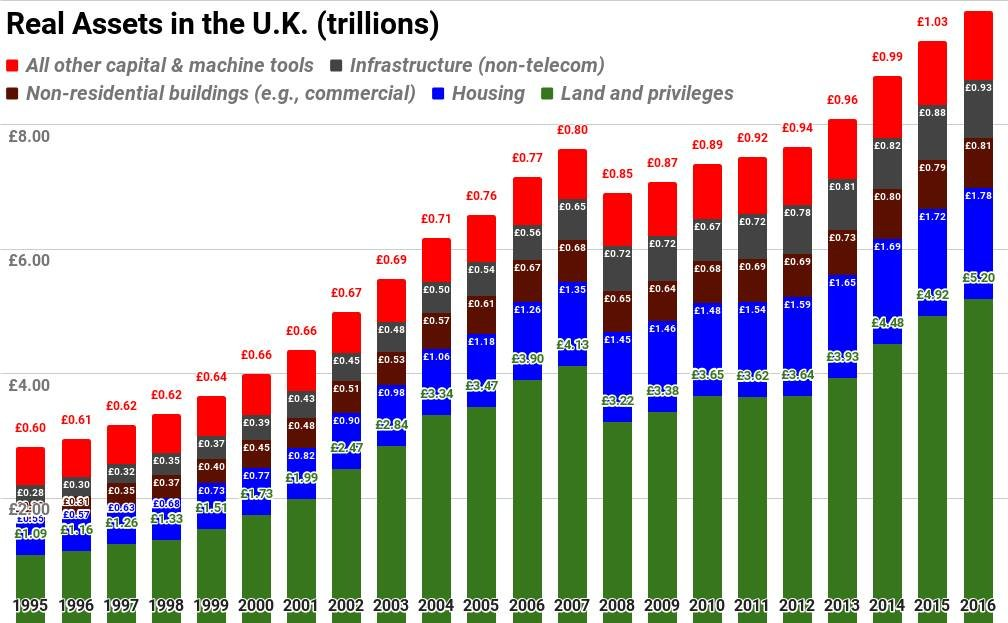 Real Assets in the U.K. (trillions)
All other capital & machine tools Infrastructure (non-telecom)
Non-residential buildings (e.g., commercial) Housing Land and privileges
£8.00
£6.00
£4.00
£2.00
£0.60 £0.61 £0.62 £0.62 £0.64 £0.66 £0.66 £0.67 £0.69 £0.71 £0.76 £0.77 £0.80 £0.85 £0.87 £0.89 £0.92 £0.94 £0.96 £0.99 £1.03
£0.28 £0.30 £0.32 £0.35 £0.37 £0.39 £0.43 £0.45 £0.48 £0.50 £0.54 £0.56 £0.65 £0.72 £0.72 £0.67 £0.72 £0.78 £0.81 £0.82 £0.88 £0.93
£0.31 £0.35 £0.37 £0.40 £0.45 £0.48 £0.51 £0.53 £0.57 £0.61 £0.67 £0.68 £0.65 £0.64 £0.68 £0.69 £0.69 £0.73 £0.80 £0.79 £0.81
£0.55 £0.57 £0.63 £0.68 £0.73 £0.77 £0.82 £0.90 £0.98 £1.06 £1.18 £1.26 £1.35 £1.45 £1.46 £1.48 £1.54 £1.59 £1.65 £1.69 £1.72 £1.78
£1.09 £1.16 £1.26 £1.33 £1.51 £1.73 £1.99 £2.47 £2.84 £3.34 £3.47 £3.90 £4.13 £3.22 £3.38 £3.65 £3.62 £3.64 £3.93 £4.48 £4.92 £5.20
1995 1996 1997 1998 1999 2000 2001 2002 2003 2004 2005 2006 2007 2008 2009 2010 2011 2012 2013 2014 2015 2016